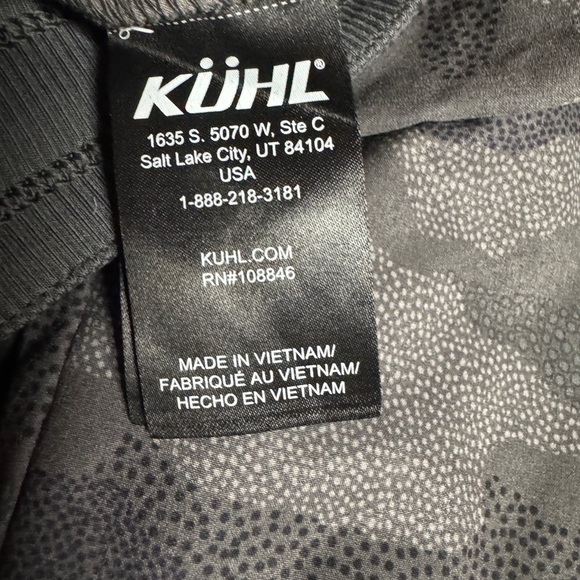 KÜHL®
1635 S. 5070 W, Ste C
Salt Lake City, UT 84104
USA
1-888-218-3181
KUHL.COM
RN#108846
MADE IN VIETNAM/
FABRIQUÉ AU VIETNAM/
HECHO EN VIETNAM